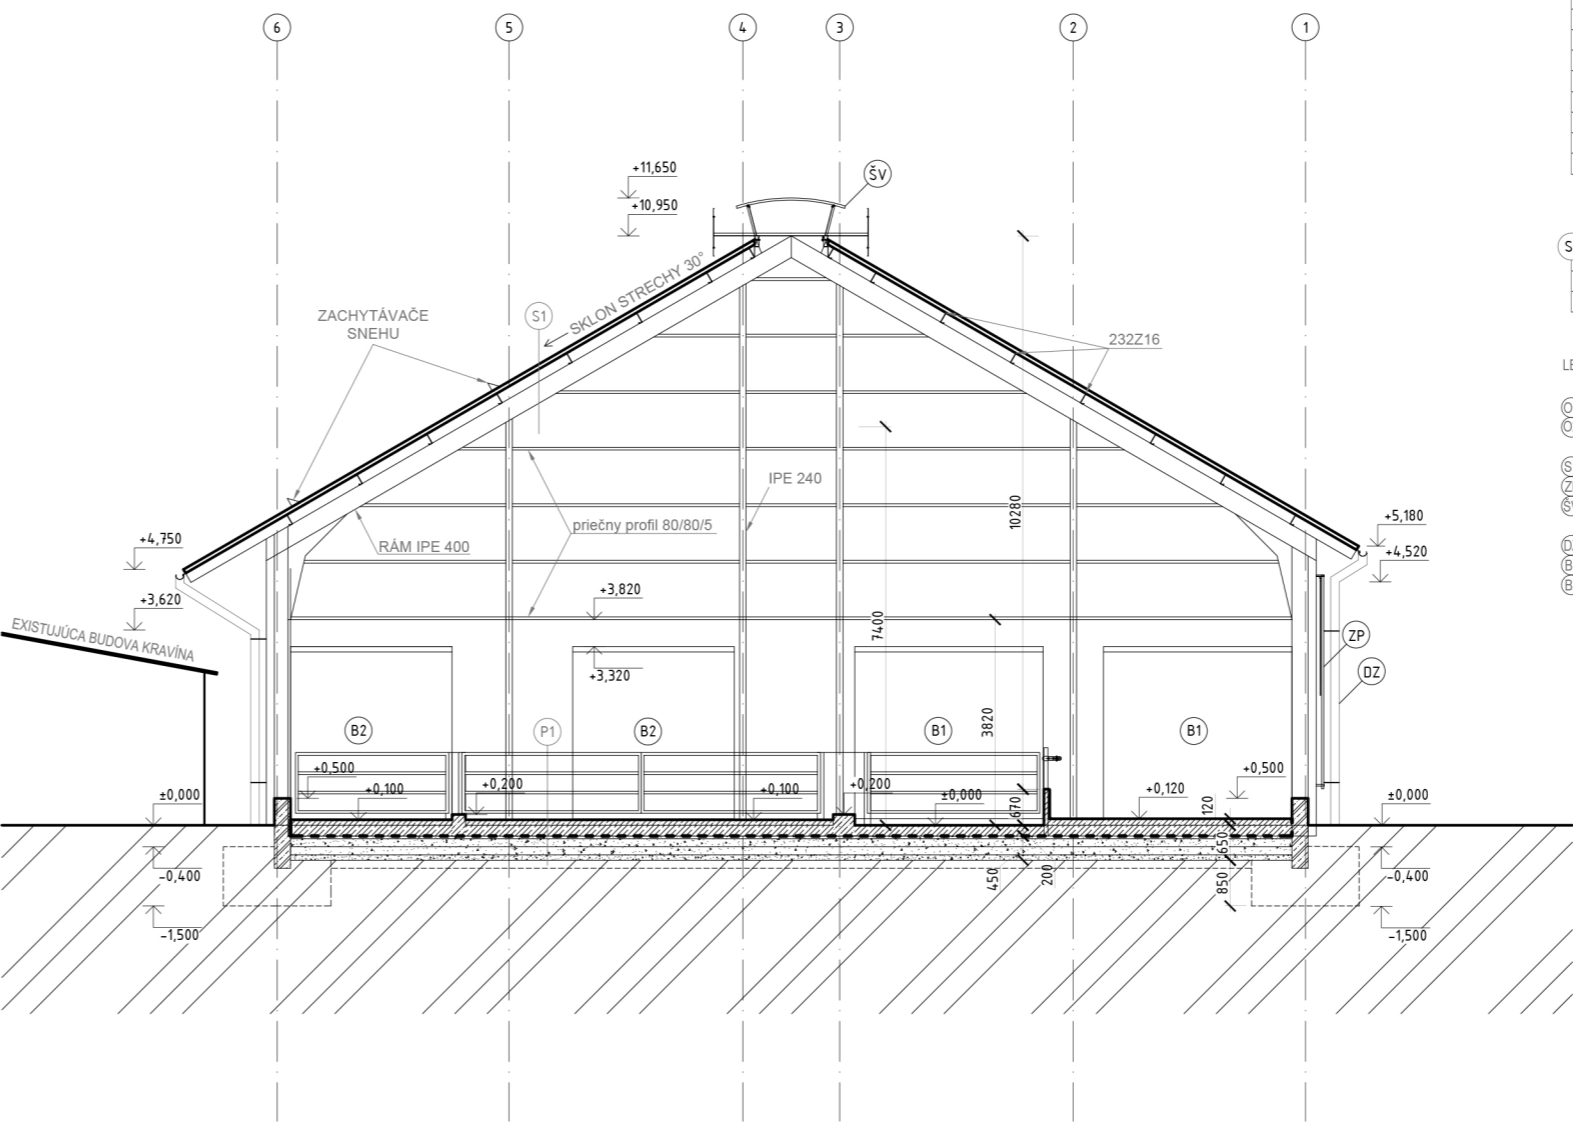 6
5
4
3
2
1
+11,650
+10,950
ŠV
ZACHYTÁVAČE
SNEHU
S1
SKLON STRECHY 30°
232Z16
IPE 240
10280
priečny profil 80/80/5
RÁM IPE 400
+4,750
+5,180
+4,520
+3,620
+3,820
7400
EXISTUJÚCA BUDOVA KRAVÍNA
+3,320
ZP
DZ
3820
B2
P1
B2
B1
B1
+0,500
+0,100
+0,200
+0,100
+0,200
±0,000
670
+0,120
+0,500
120
±0,000
±0,000
650
450
200
850
-0,400
-0,400
-1,500
-1,500